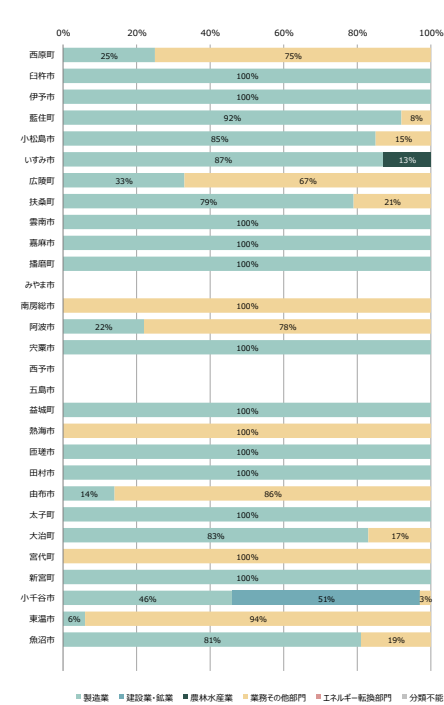 0% 20% 40% 60% 80% 100%
西原町 25% 75%
臼杵市 100%
伊予市 100%
藍住町 92% 8%
小松島市 85% 15%
いすみ市 87% 13%
広陵町 33% 67%
扶桑町 79% 21%
雲南市 100%
嘉麻市 100%
播磨町 100%
みやま市
南房総市 100%
阿波市 22% 78%
宍粟市 100%
西予市
五島市
益城町 100%
熱海市 100%
匝瑳市 100%
田村市 100%
由布市 14% 86%
太子町 100%
大治町 83% 17%
宮代町 100%
新宮町 100%
小千谷市 46% 51% 3%
東温市 6% 94%
魚沼市 81% 19%
製造業 建設業・鉱業 農林水産業 業務その他部門 エネルギー転換部門 分類不能